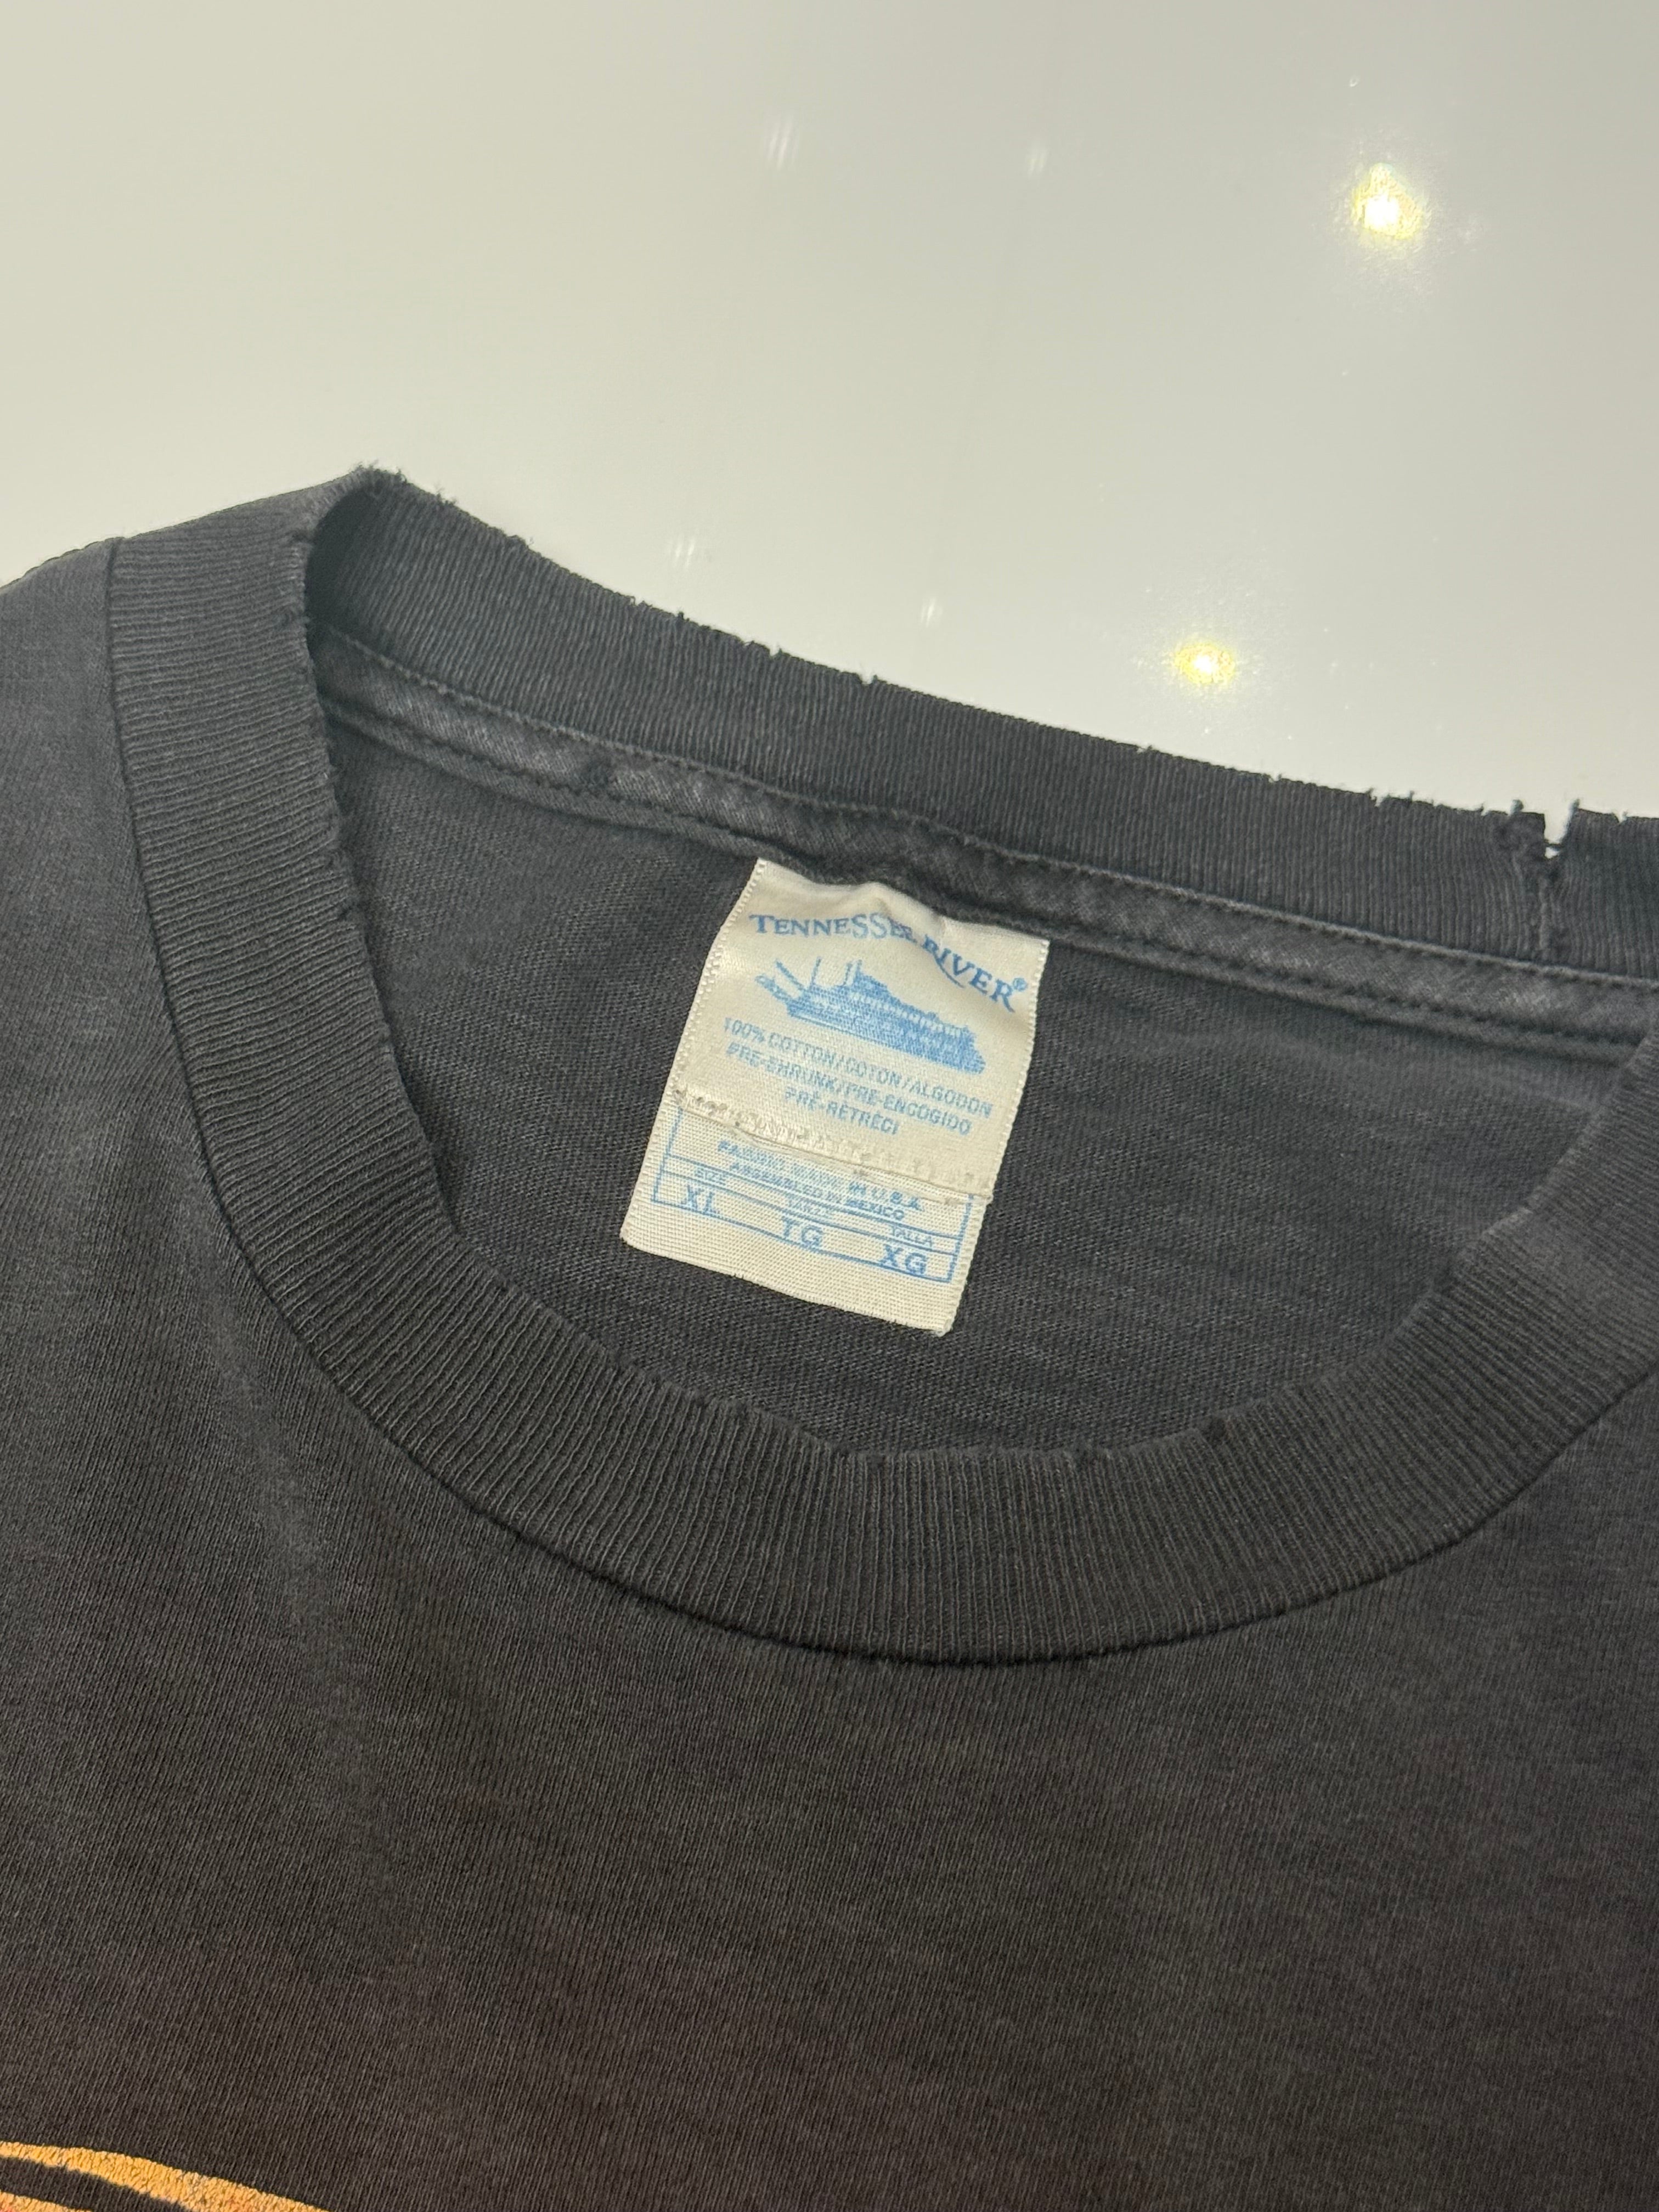 TENNESSEE RIVER®
100% COTTON/COTON/ALGODON
PRE-SHRUNK/PRE-ENCOGIDO
PRÉ-RÉTRÉCI
FABRIC MADE IN U.S.A.
ASSEMBLED IN MEXICO
SIZE TALLA
XL TG XG